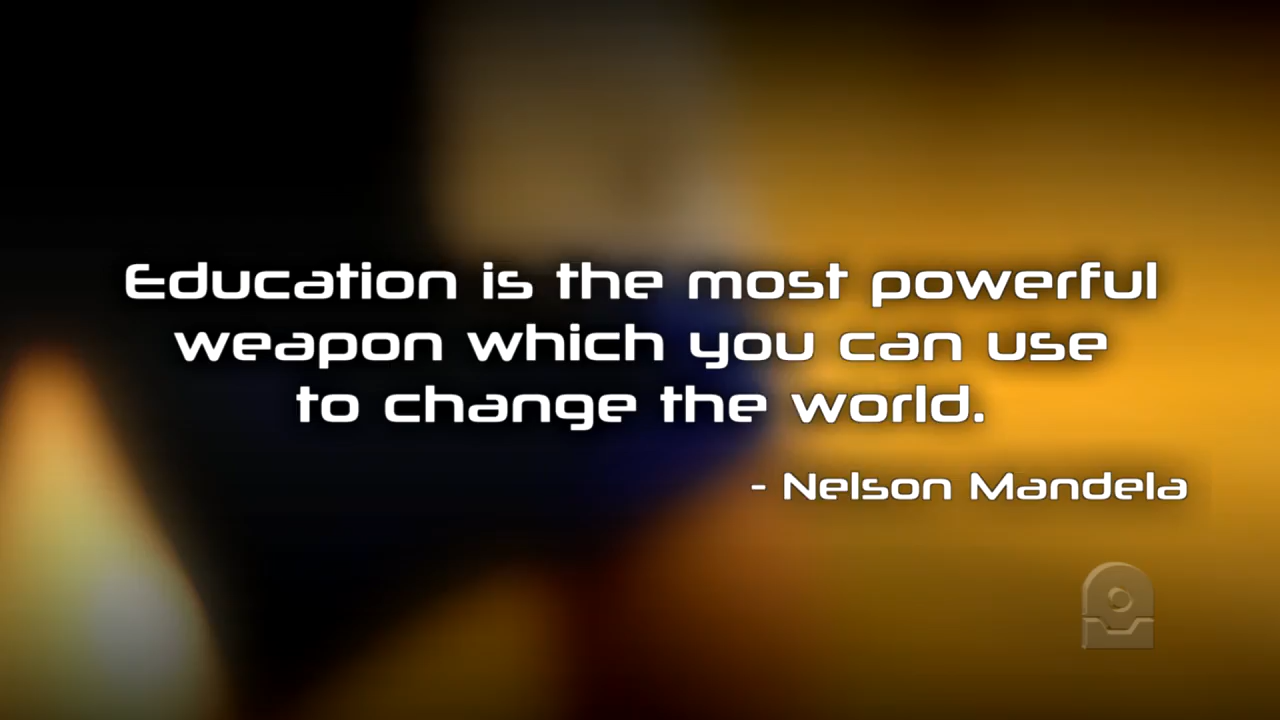 Education is the most powerful
weapon which you can use
to change the world.
- Nelson Mandela